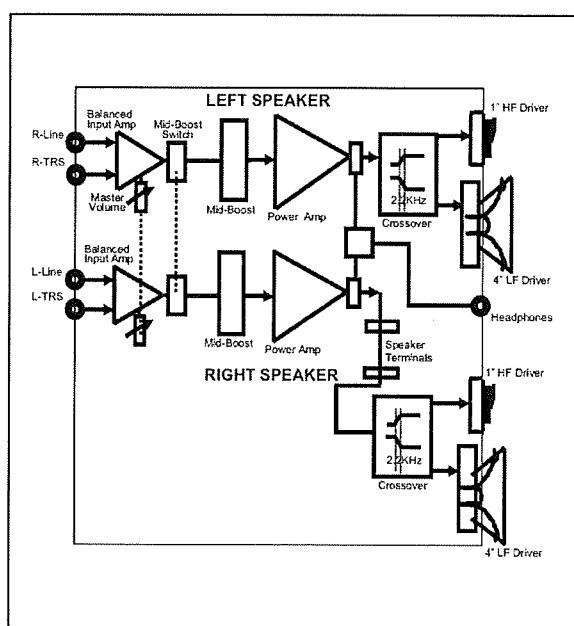 LEFT SPEAKER
Balanced
Input Amp
Mid-Boost
Switch
1" HF Driver
R-Line
R-TRS
Master
Volume
Mid-Boost
Power Amp
2.2KHz
Crossover
4" LF Driver
Balanced
Input Amp
L-Line
L-TRS
Headphones
Mid-Boost
Power Amp
Speaker
Terminals
RIGHT SPEAKER
1" HF Driver
2.2KHz
Crossover
4" LF Driver